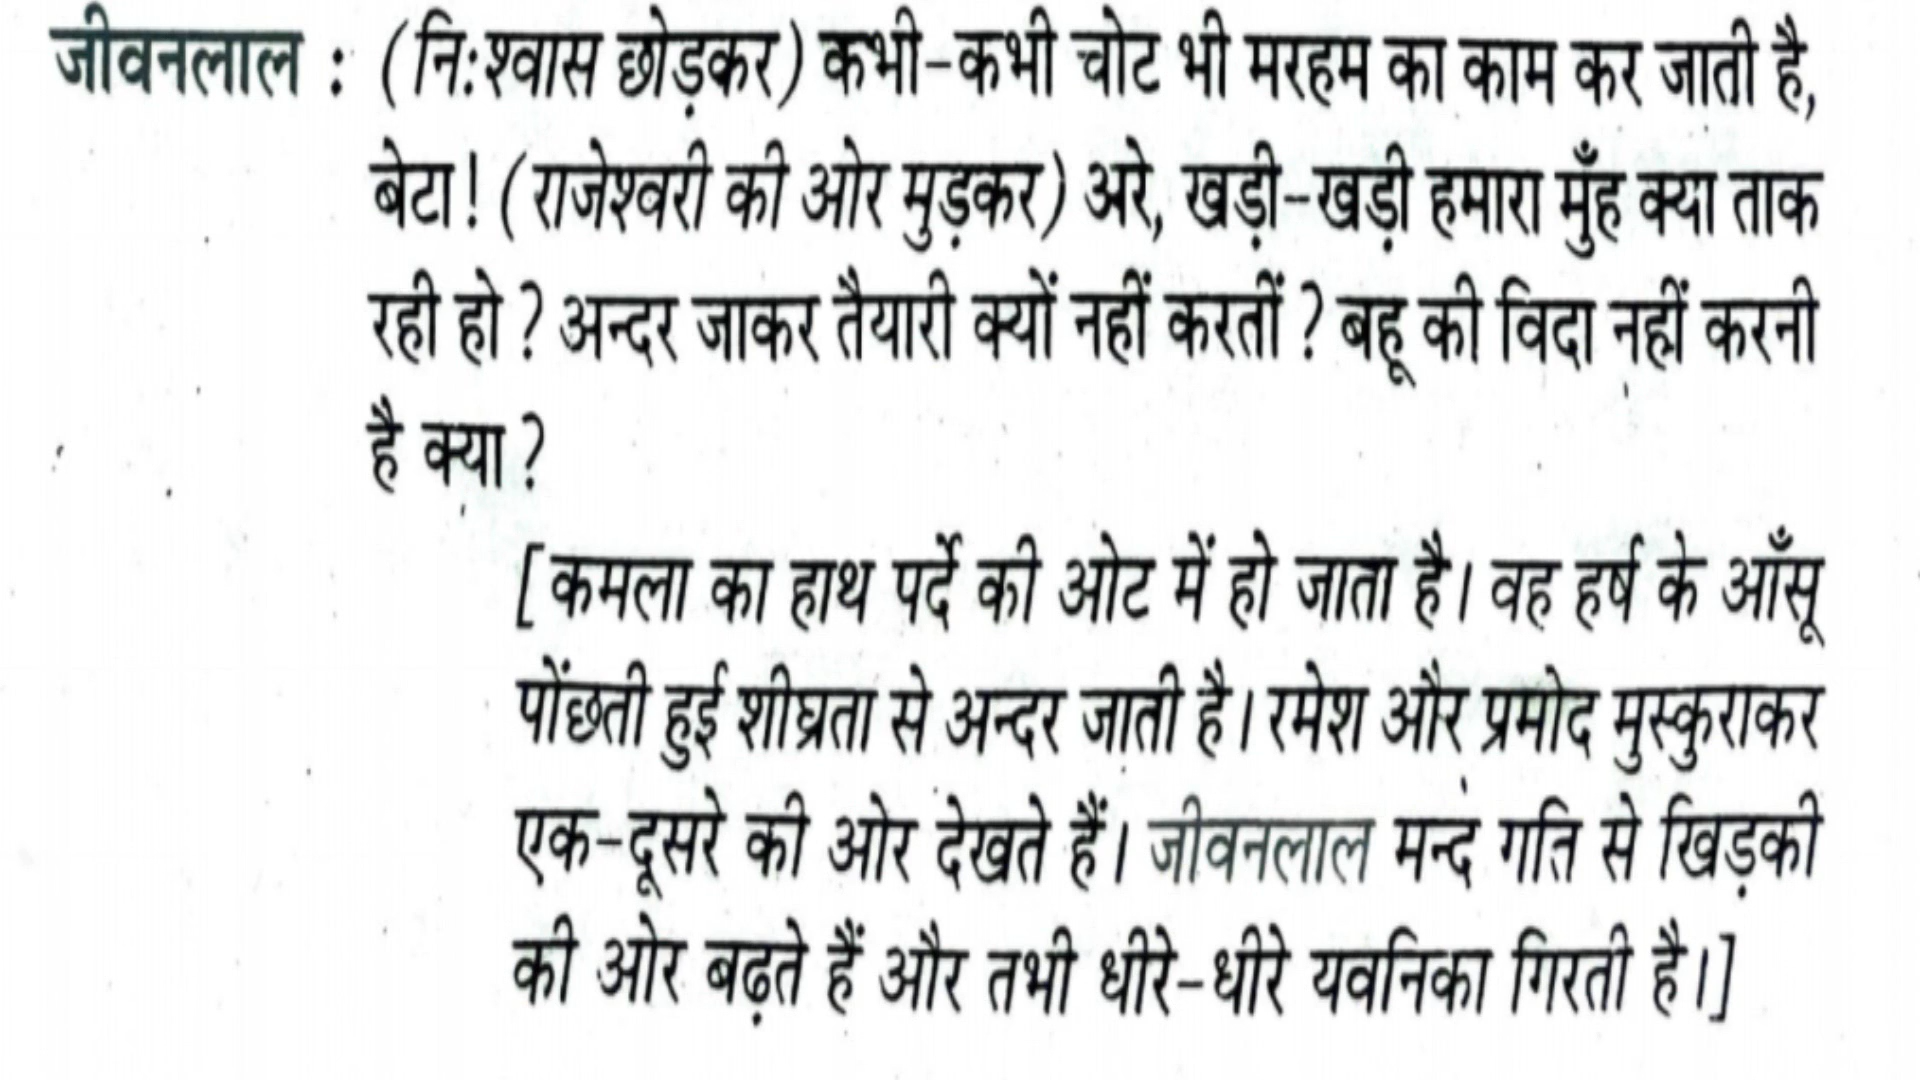 जीवनलाल : (नि:श्वास छोड़कर) कभी-कभी चोट भी मरहम का काम कर जाती है,
बेटा! (राजेश्वरी की ओर मुड़कर) अरे, खड़ी-खड़ी हमारा मुँह क्या ताक
रही हो? अन्दर जाकर तैयारी क्यों नहीं करतीं? बहू की विदा नहीं करनी
है क्या?
[कमला का हाथ पर्दे की ओट में हो जाता है। वह हर्ष के आँसू
पोंछती हुई शीघ्रता से अन्दर जाती है। रमेश और प्रमोद मुस्कुराकर
एक-दूसरे की ओर देखते हैं। जीवनलाल मन्द गति से खिड़की
की ओर बढ़ते हैं और तभी धीरे-धीरे यवनिका गिरती है।]